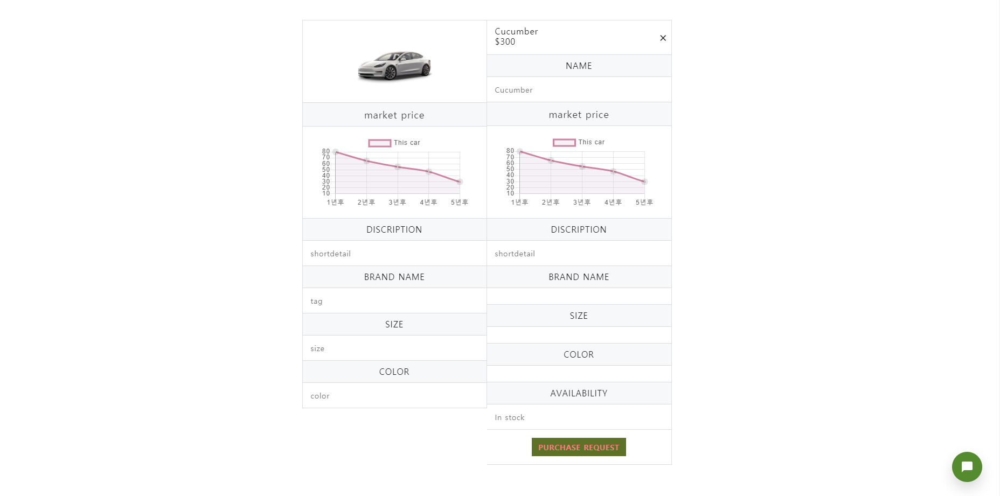 market price
This car
80
70
60
50
40
30
20
10
1년후 2년후 3년후 4년후 5년후
DISCRIPTION
shortdetail
BRAND NAME
tag
SIZE
size
COLOR
color
Cucumber
$300
NAME
Cucumber
market price
This car
80
70
60
50
40
30
20
10
1년후 2년후 3년후 4년후 5년후
DISCRIPTION
shortdetail
BRAND NAME
SIZE
COLOR
AVAILABILITY
In stock
PURCHASE REQUEST